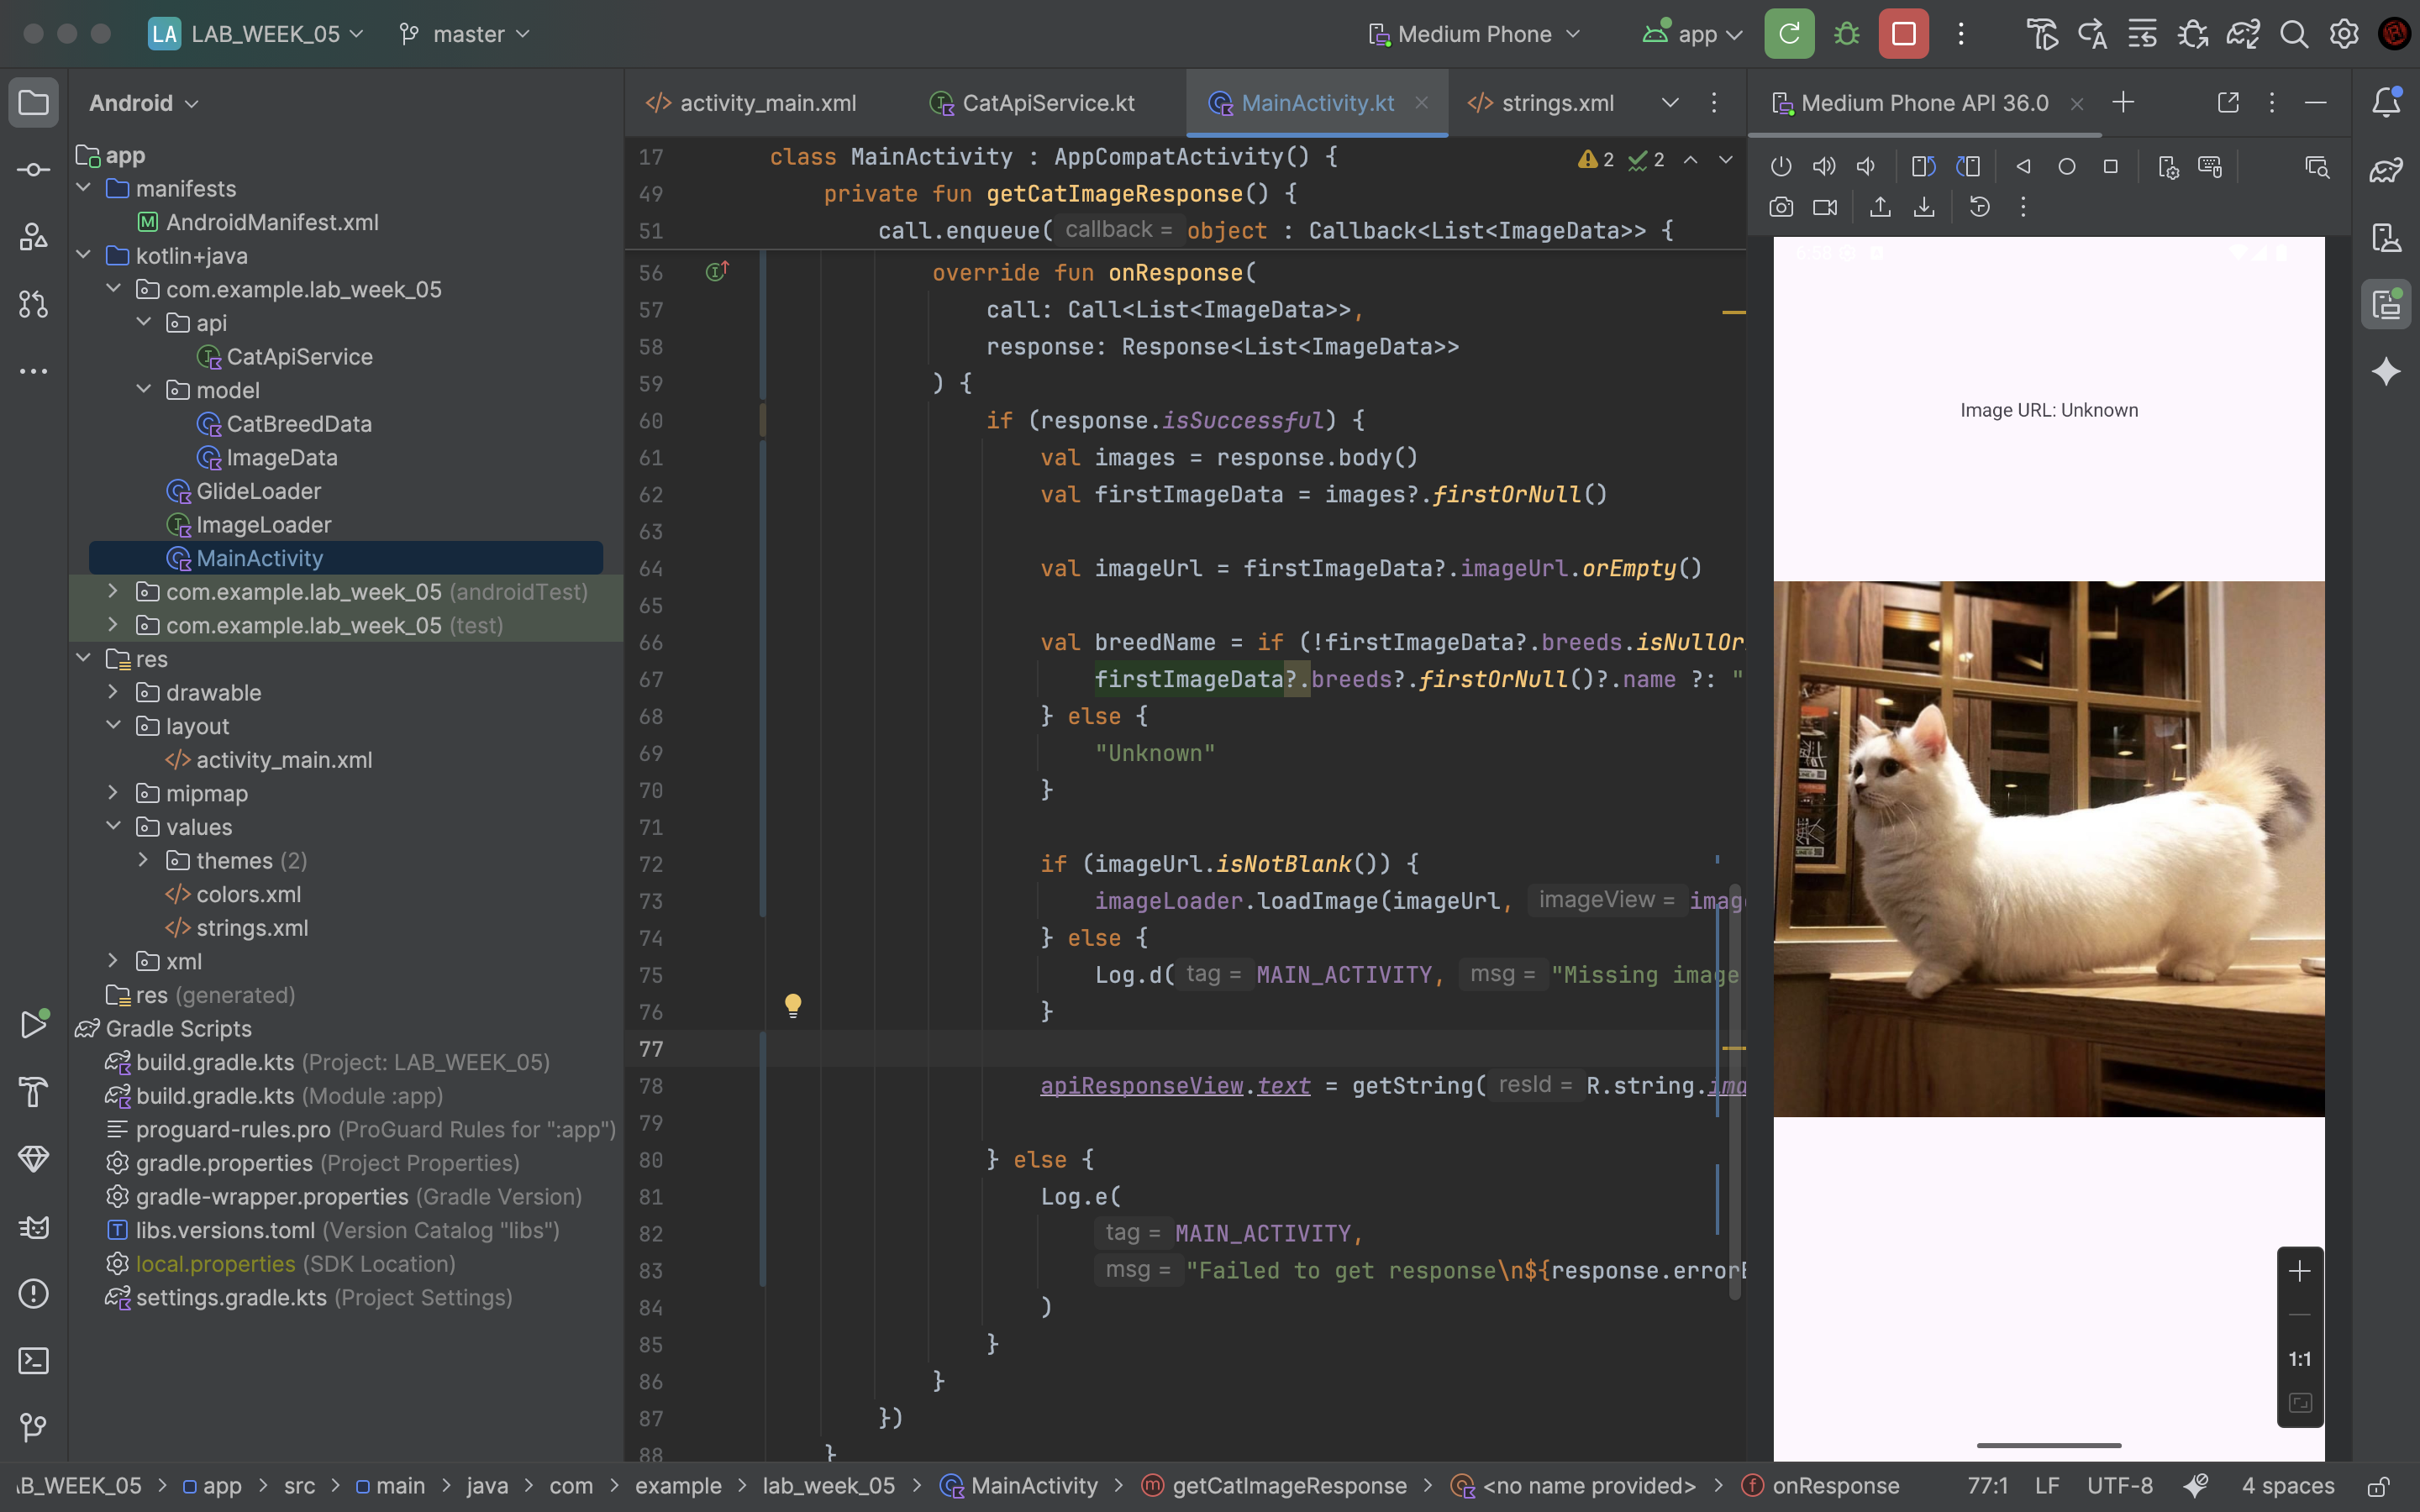 LA LAB_WEEK_05 master Medium Phone app
Android
app
manifests
AndroidManifest.xml
kotlin+java
com.example.lab_week_05
api
CatApiService
model
CatBreedData
ImageData
GlideLoader
ImageLoader
MainActivity
com.example.lab_week_05 (androidTest)
com.example.lab_week_05 (test)
res
drawable
layout
activity_main.xml
mipmap
values
themes (2)
colors.xml
strings.xml
xml
res (generated)
Gradle Scripts
build.gradle.kts (Project: LAB_WEEK_05)
build.gradle.kts (Module :app)
proguard-rules.pro (ProGuard Rules for ":app")
gradle.properties (Project Properties)
gradle-wrapper.properties (Gradle Version)
libs.versions.toml (Version Catalog "libs")
local.properties (SDK Location)
settings.gradle.kts (Project Settings)
activity_main.xml CatApiService.kt MainActivity.kt strings.xml
17 class MainActivity : AppCompatActivity() { 2 2
49 private fun getCatImageResponse() {
51 call.enqueue( callback = object : Callback<List<ImageData>> {
56 override fun onResponse(
57 call: Call<List<ImageData>>,
58 response: Response<List<ImageData>>
59 ) {
60 if (response.isSuccessful) {
61 val images = response.body()
62 val firstImageData = images?.firstOrNull()
63
64 val imageUrl = firstImageData?.imageUrl.orEmpty()
65
66 val breedName = if (!firstImageData?.breeds.isNullOr
67 firstImageData?.breeds?.firstOrNull()?.name ?: "
68 } else {
69 "Unknown"
70 }
71
72 if (imageUrl.isNotBlank()) {
73 imageLoader.loadImage(imageUrl, imageView = imag
74 } else {
75 Log.d( tag = MAIN_ACTIVITY, msg = "Missing image
76 }
77
78 apiResponseView.text = getString( resId = R.string.ima
79
80 } else {
81 Log.e(
82 tag = MAIN_ACTIVITY,
83 msg = "Failed to get response\n${response.errorB
84 )
85 }
86 }
87 })
88 }
Medium Phone API 36.0
Image URL: Unknown
1:1
.B_WEEK_05 > app > src > main > java > com > example > lab_week_05 > MainActivity > getCatImageResponse > <no name provided> > onResponse 77:1 LF UTF-8 4 spaces